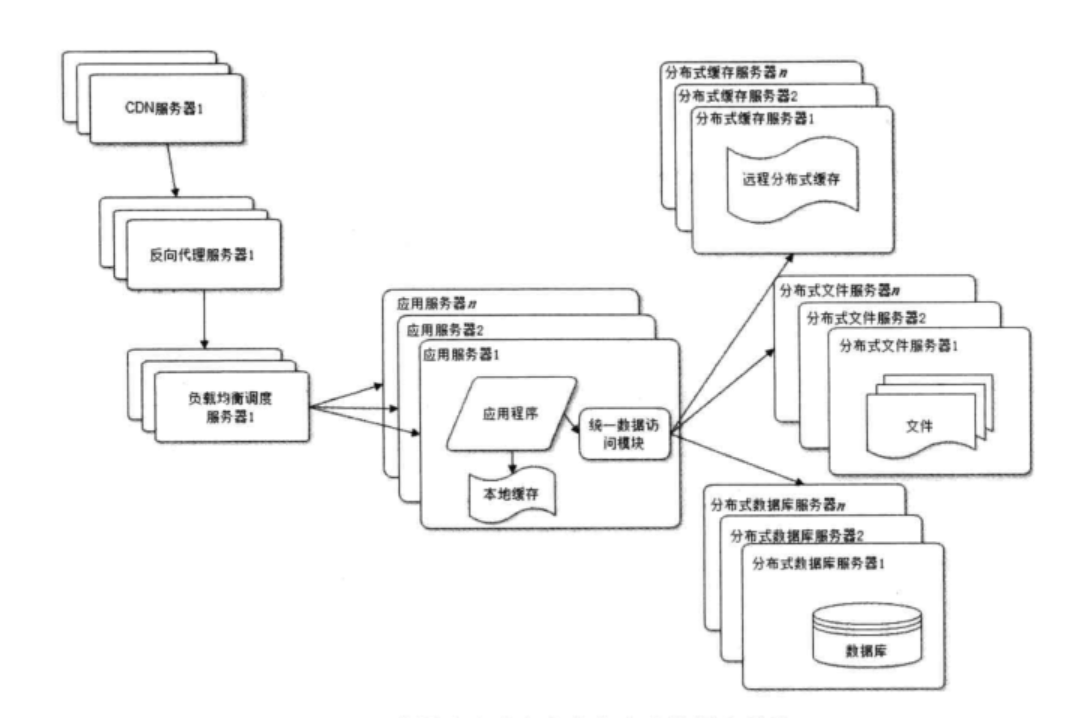 CDN服务器1
反向代理服务器1
负载均衡调度
服务器1
应用服务器n
应用服务器2
应用服务器1
应用程序
统一数据访
问模块
本地缓存
分布式缓存服务器n
分布式缓存服务器2
分布式缓存服务器1
远程分布式缓存
分布式文件服务器n
分布式文件服务器2
分布式文件服务器1
文件
分布式数据库服务器n
分布式数据库服务器2
分布式数据库服务器1
数据库